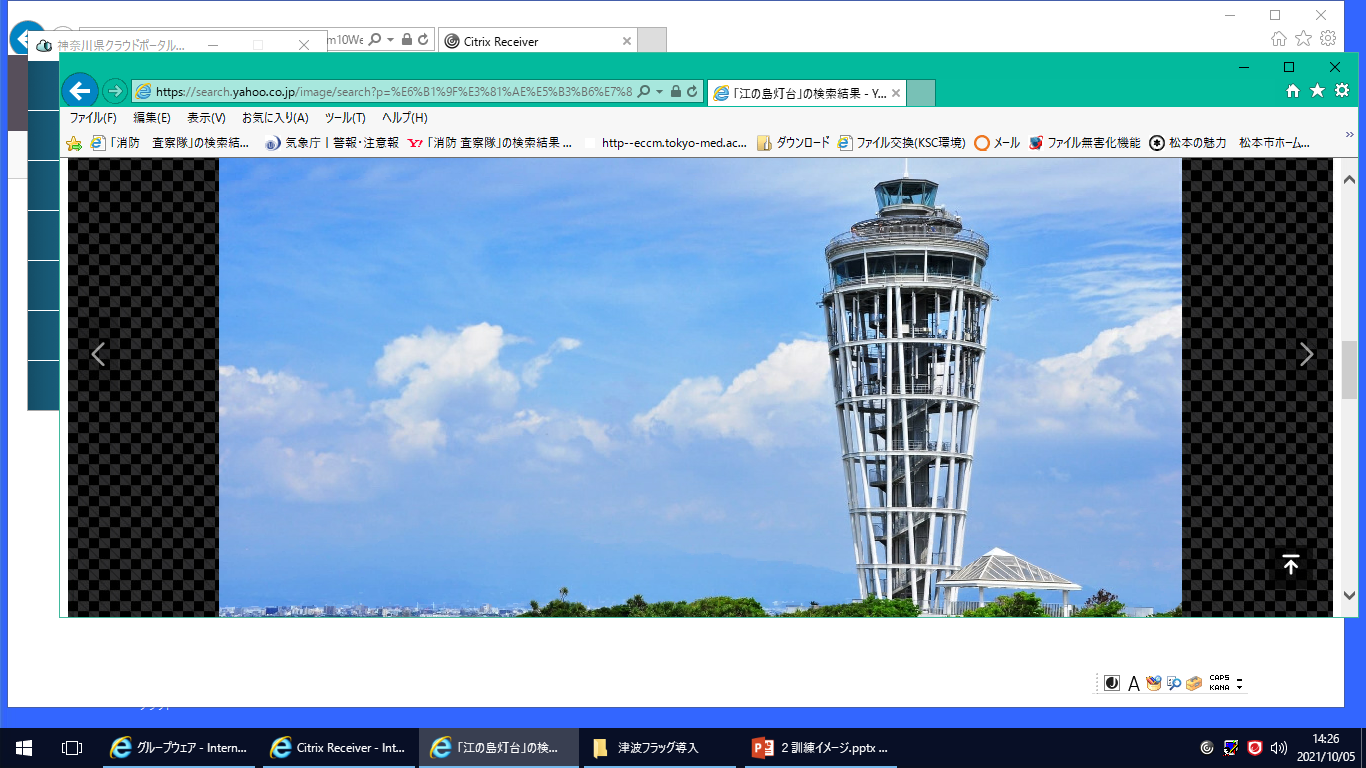 m10We
Citrix Receiver
神奈川県クラウドポータル...
https://search.yahoo.co.jp/image/search?p=%E6%B1%9F%E3%81%AE%E5%B3%B6%E7%8
「江の島灯台」の検索結果 - Y...
ファイル(F) 編集(E) 表示(V) お気に入り(A) ツール(T) ヘルプ(H)
「消防 査察隊」の検索結... 気象庁｜警報・注意報 「消防 査察隊」の検索結果 ... http--eccm.tokyo-med.ac... ダウンロード ファイル交換(KSC環境) メール ファイル無害化機能 松本の魅力 松本市ホーム...
A CAPS
KANA
グループウェア - Intern... Citrix Receiver - Int... 「江の島灯台」の検... 津波フラッグ導入 2 訓練イメージ.pptx ...
14:26
2021/10/05